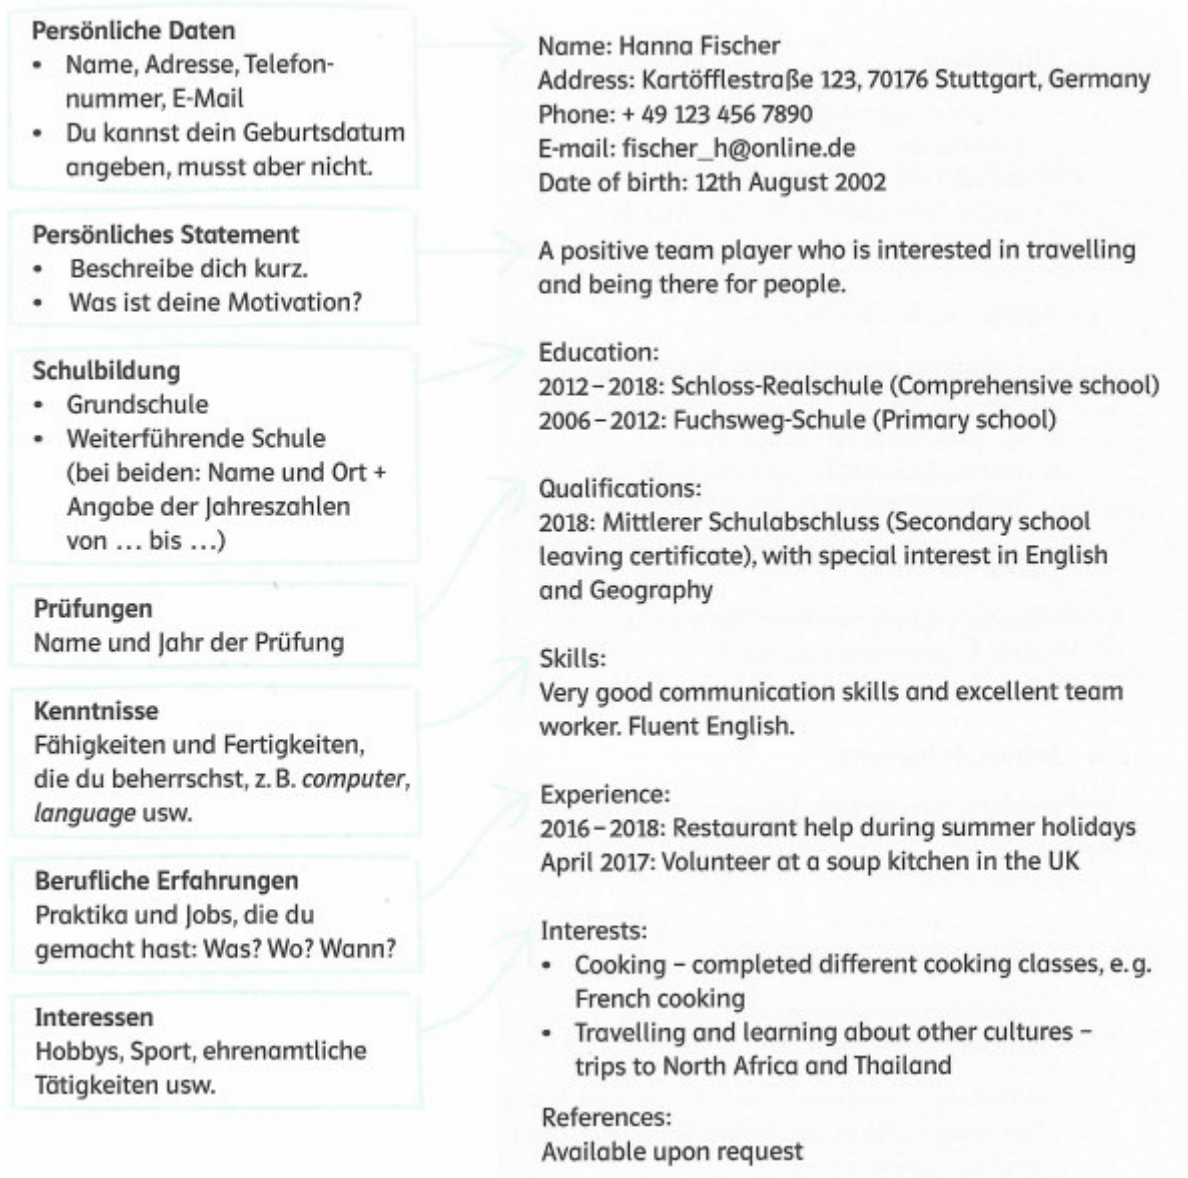 Persönliche Daten
• Name, Adresse, Telefon-
nummer, E-Mail
• Du kannst dein Geburtsdatum
angeben, musst aber nicht.
Persönliches Statement
• Beschreibe dich kurz.
• Was ist deine Motivation?
Schulbildung
• Grundschule
• Weiterführende Schule
(bei beiden: Name und Ort +
Angabe der Jahreszahlen
von … bis …)
Prüfungen
Name und Jahr der Prüfung
Kenntnisse
Fähigkeiten und Fertigkeiten,
die du beherrschst, z. B. computer,
language usw.
Berufliche Erfahrungen
Praktika und Jobs, die du
gemacht hast: Was? Wo? Wann?
Interessen
Hobbys, Sport, ehrenamtliche
Tätigkeiten usw.
Name: Hanna Fischer
Address: Kartöfflestraße 123, 70176 Stuttgart, Germany
Phone: + 49 123 456 7890
E-mail: fischer_h@online.de
Date of birth: 12th August 2002
A positive team player who is interested in travelling
and being there for people.
Education:
2012 – 2018: Schloss-Realschule (Comprehensive school)
2006 – 2012: Fuchsweg-Schule (Primary school)
Qualifications:
2018: Mittlerer Schulabschluss (Secondary school
leaving certificate), with special interest in English
and Geography
Skills:
Very good communication skills and excellent team
worker. Fluent English.
Experience:
2016 – 2018: Restaurant help during summer holidays
April 2017: Volunteer at a soup kitchen in the UK
Interests:
• Cooking – completed different cooking classes, e. g.
French cooking
• Travelling and learning about other cultures –
trips to North Africa and Thailand
References:
Available upon request